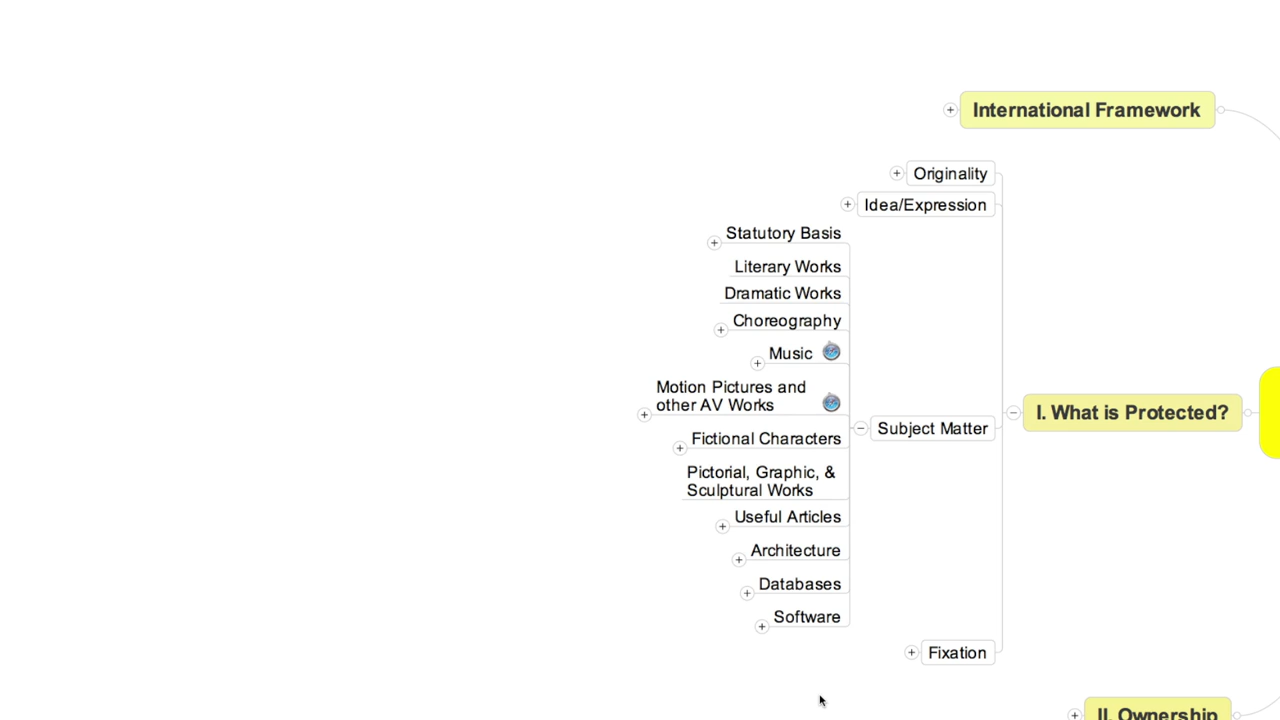 International Framework
Originality
Idea/Expression
Statutory Basis
Literary Works
Dramatic Works
Choreography
Music
Motion Pictures and
other AV Works
I. What is Protected?
Subject Matter
Fictional Characters
Pictorial, Graphic, &
Sculptural Works
Useful Articles
Architecture
Databases
Software
Fixation
II. Ownership